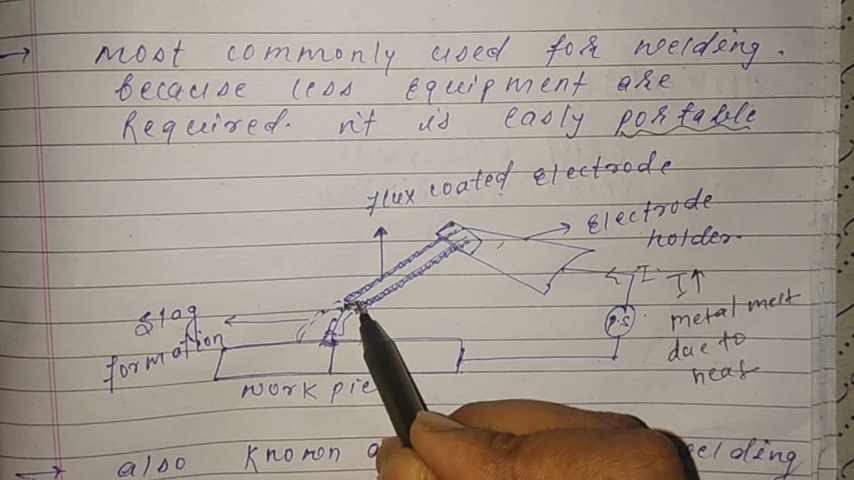 → most commonly used for welding.
because less equipment are
Required. it is easly portable
flux coated Electrode
Electrode
holder.
I
I↑
P.S
metal melt
due to
heat
Slag
formation
work pie
→ also known welding